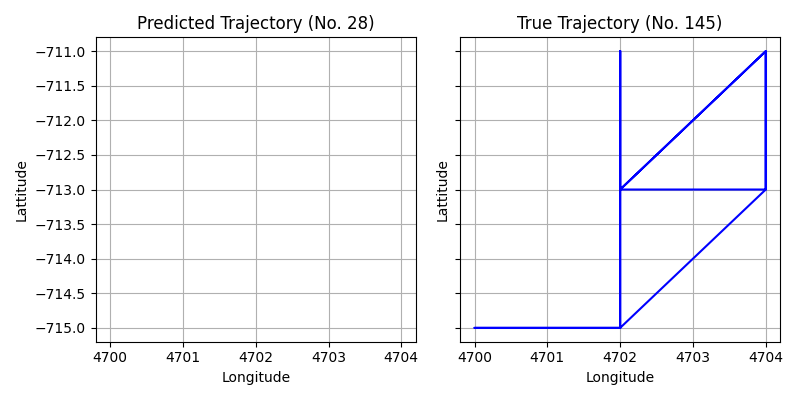 Predicted Trajectory (No. 28)
−711.0
−711.5
−712.0
−712.5
−713.0
−713.5
−714.0
−714.5
−715.0
Lattitude
4700 4701 4702 4703 4704
Longitude
True Trajectory (No. 145)
Lattitude
4700 4701 4702 4703 4704
Longitude